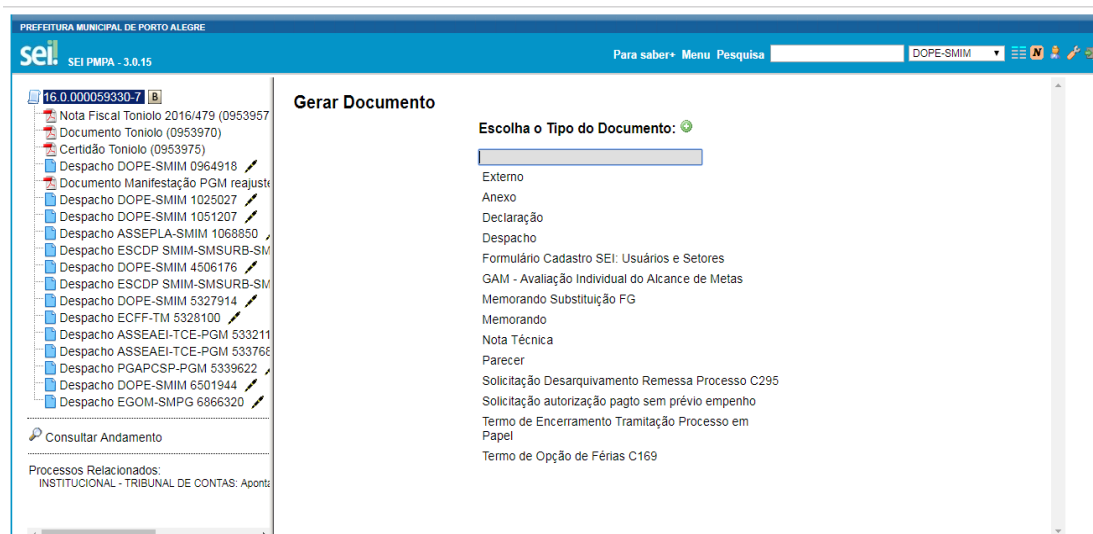 PREFEITURA MUNICIPAL DE PORTO ALEGRE
sei! SEI PMPA - 3.0.15
Para saber+ Menu Pesquisa
DOPE-SMIM
N
16.0.000059330-7 B
Nota Fiscal Toniolo 2016/479 (0953957
Documento Toniolo (0953970)
Certidão Toniolo (0953975)
Despacho DOPE-SMIM 0964918
Documento Manifestação PGM reajuste
Despacho DOPE-SMIM 1025027
Despacho DOPE-SMIM 1051207
Despacho ASSEPLA-SMIM 1068850
Despacho ESCDP SMIM-SMSURB-SM
Despacho DOPE-SMIM 4506176
Despacho ESCDP SMIM-SMSURB-SM
Despacho DOPE-SMIM 5327914
Despacho ECFF-TM 5328100
Despacho ASSEAEI-TCE-PGM 533211
Despacho ASSEAEI-TCE-PGM 533768
Despacho PGAPCSP-PGM 5339622
Despacho DOPE-SMIM 6501944
Despacho EGOM-SMPG 6866320
Consultar Andamento
Processos Relacionados:
INSTITUCIONAL - TRIBUNAL DE CONTAS: Aponta
Gerar Documento
Escolha o Tipo do Documento:
Externo
Anexo
Declaração
Despacho
Formulário Cadastro SEI: Usuários e Setores
GAM - Avaliação Individual do Alcance de Metas
Memorando Substituição FG
Memorando
Nota Técnica
Parecer
Solicitação Desarquivamento Remessa Processo C295
Solicitação autorização pagto sem prévio empenho
Termo de Encerramento Tramitação Processo em
Papel
Termo de Opção de Férias C169